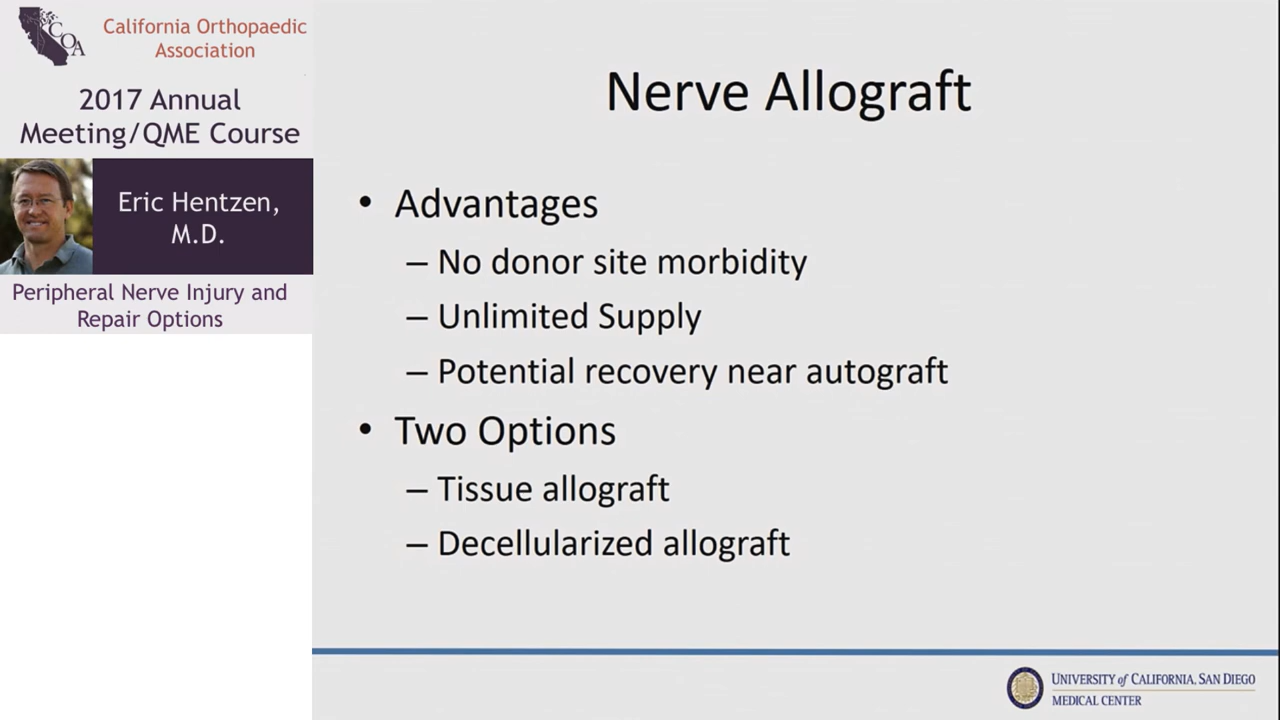 COA
California Orthopaedic
Association
2017 Annual
Meeting/QME Course
Eric Hentzen,
M.D.
Peripheral Nerve Injury and
Repair Options
Nerve Allograft
• Advantages
– No donor site morbidity
– Unlimited Supply
– Potential recovery near autograft
• Two Options
– Tissue allograft
– Decellularized allograft
UNIVERSITY of CALIFORNIA, SAN DIEGO
MEDICAL CENTER